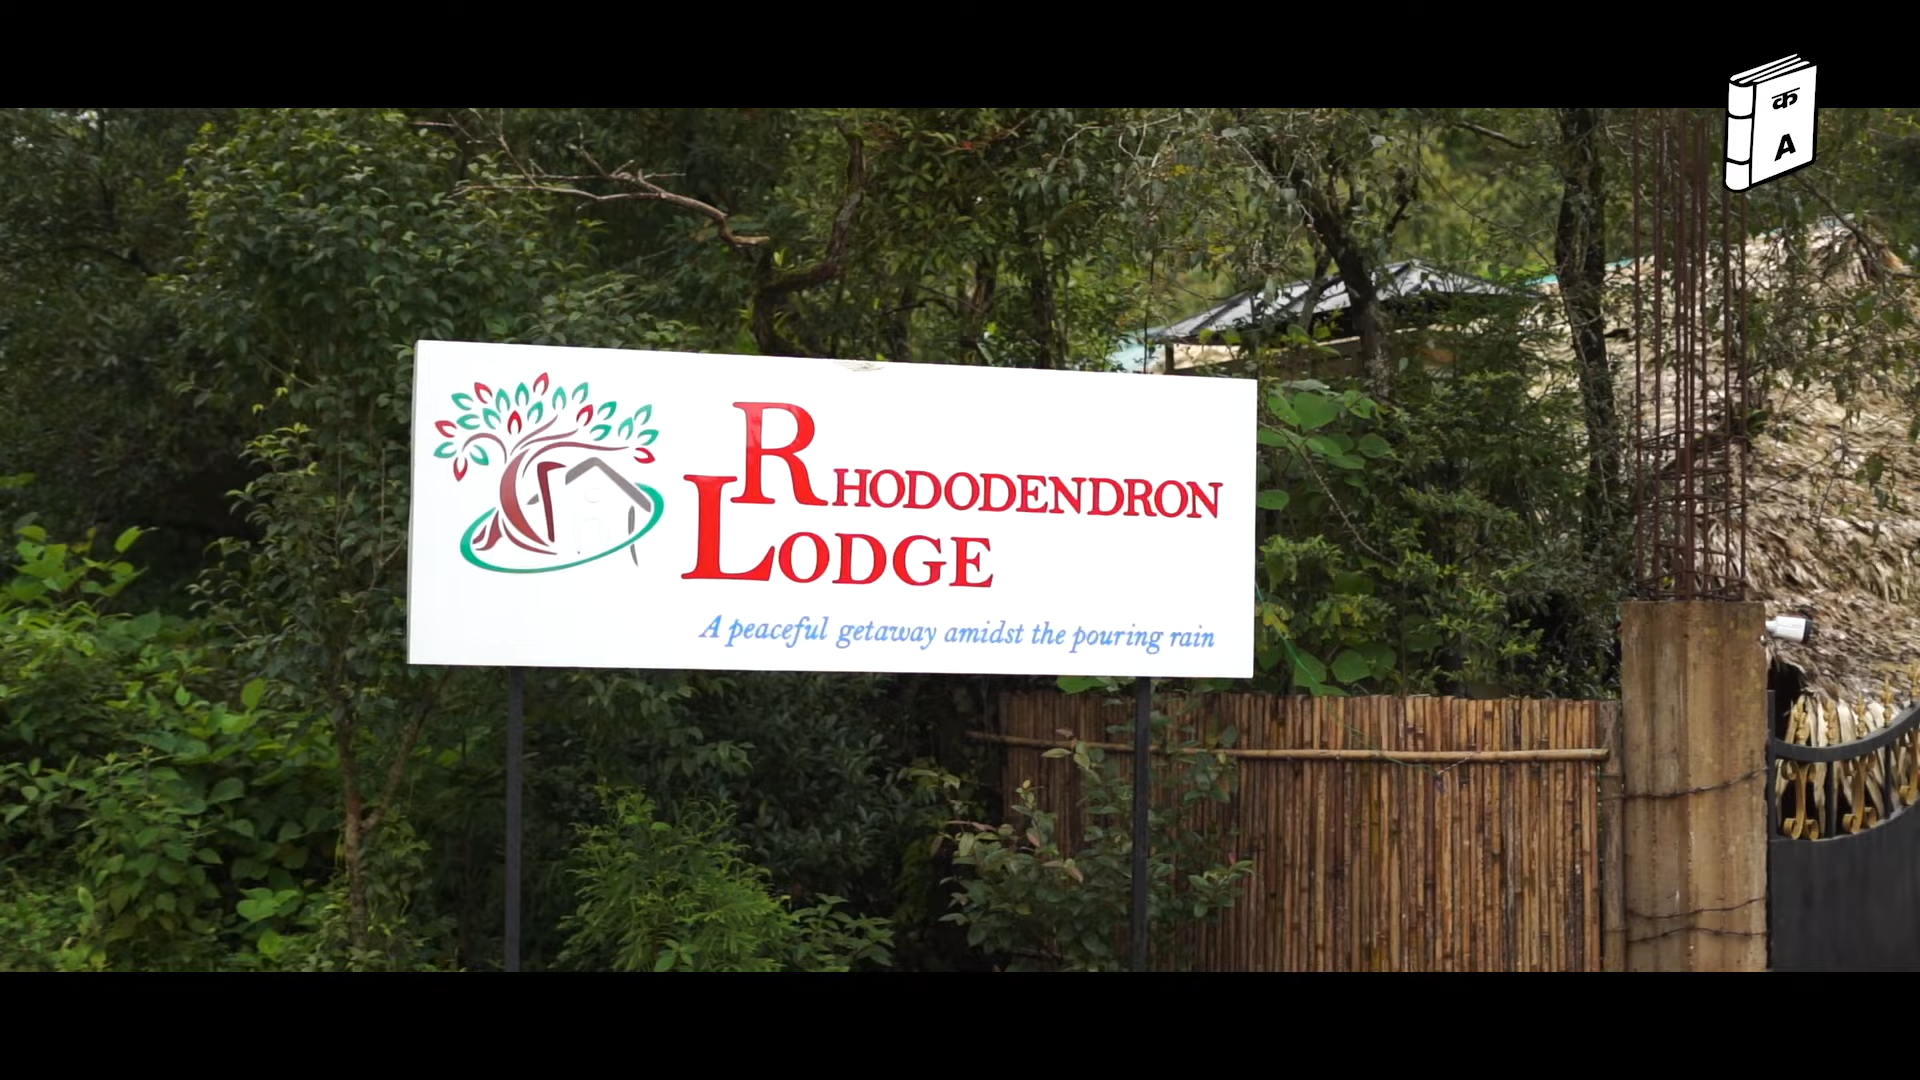 क
A
RHODODENDRON
LODGE
A peaceful getaway amidst the pouring rain